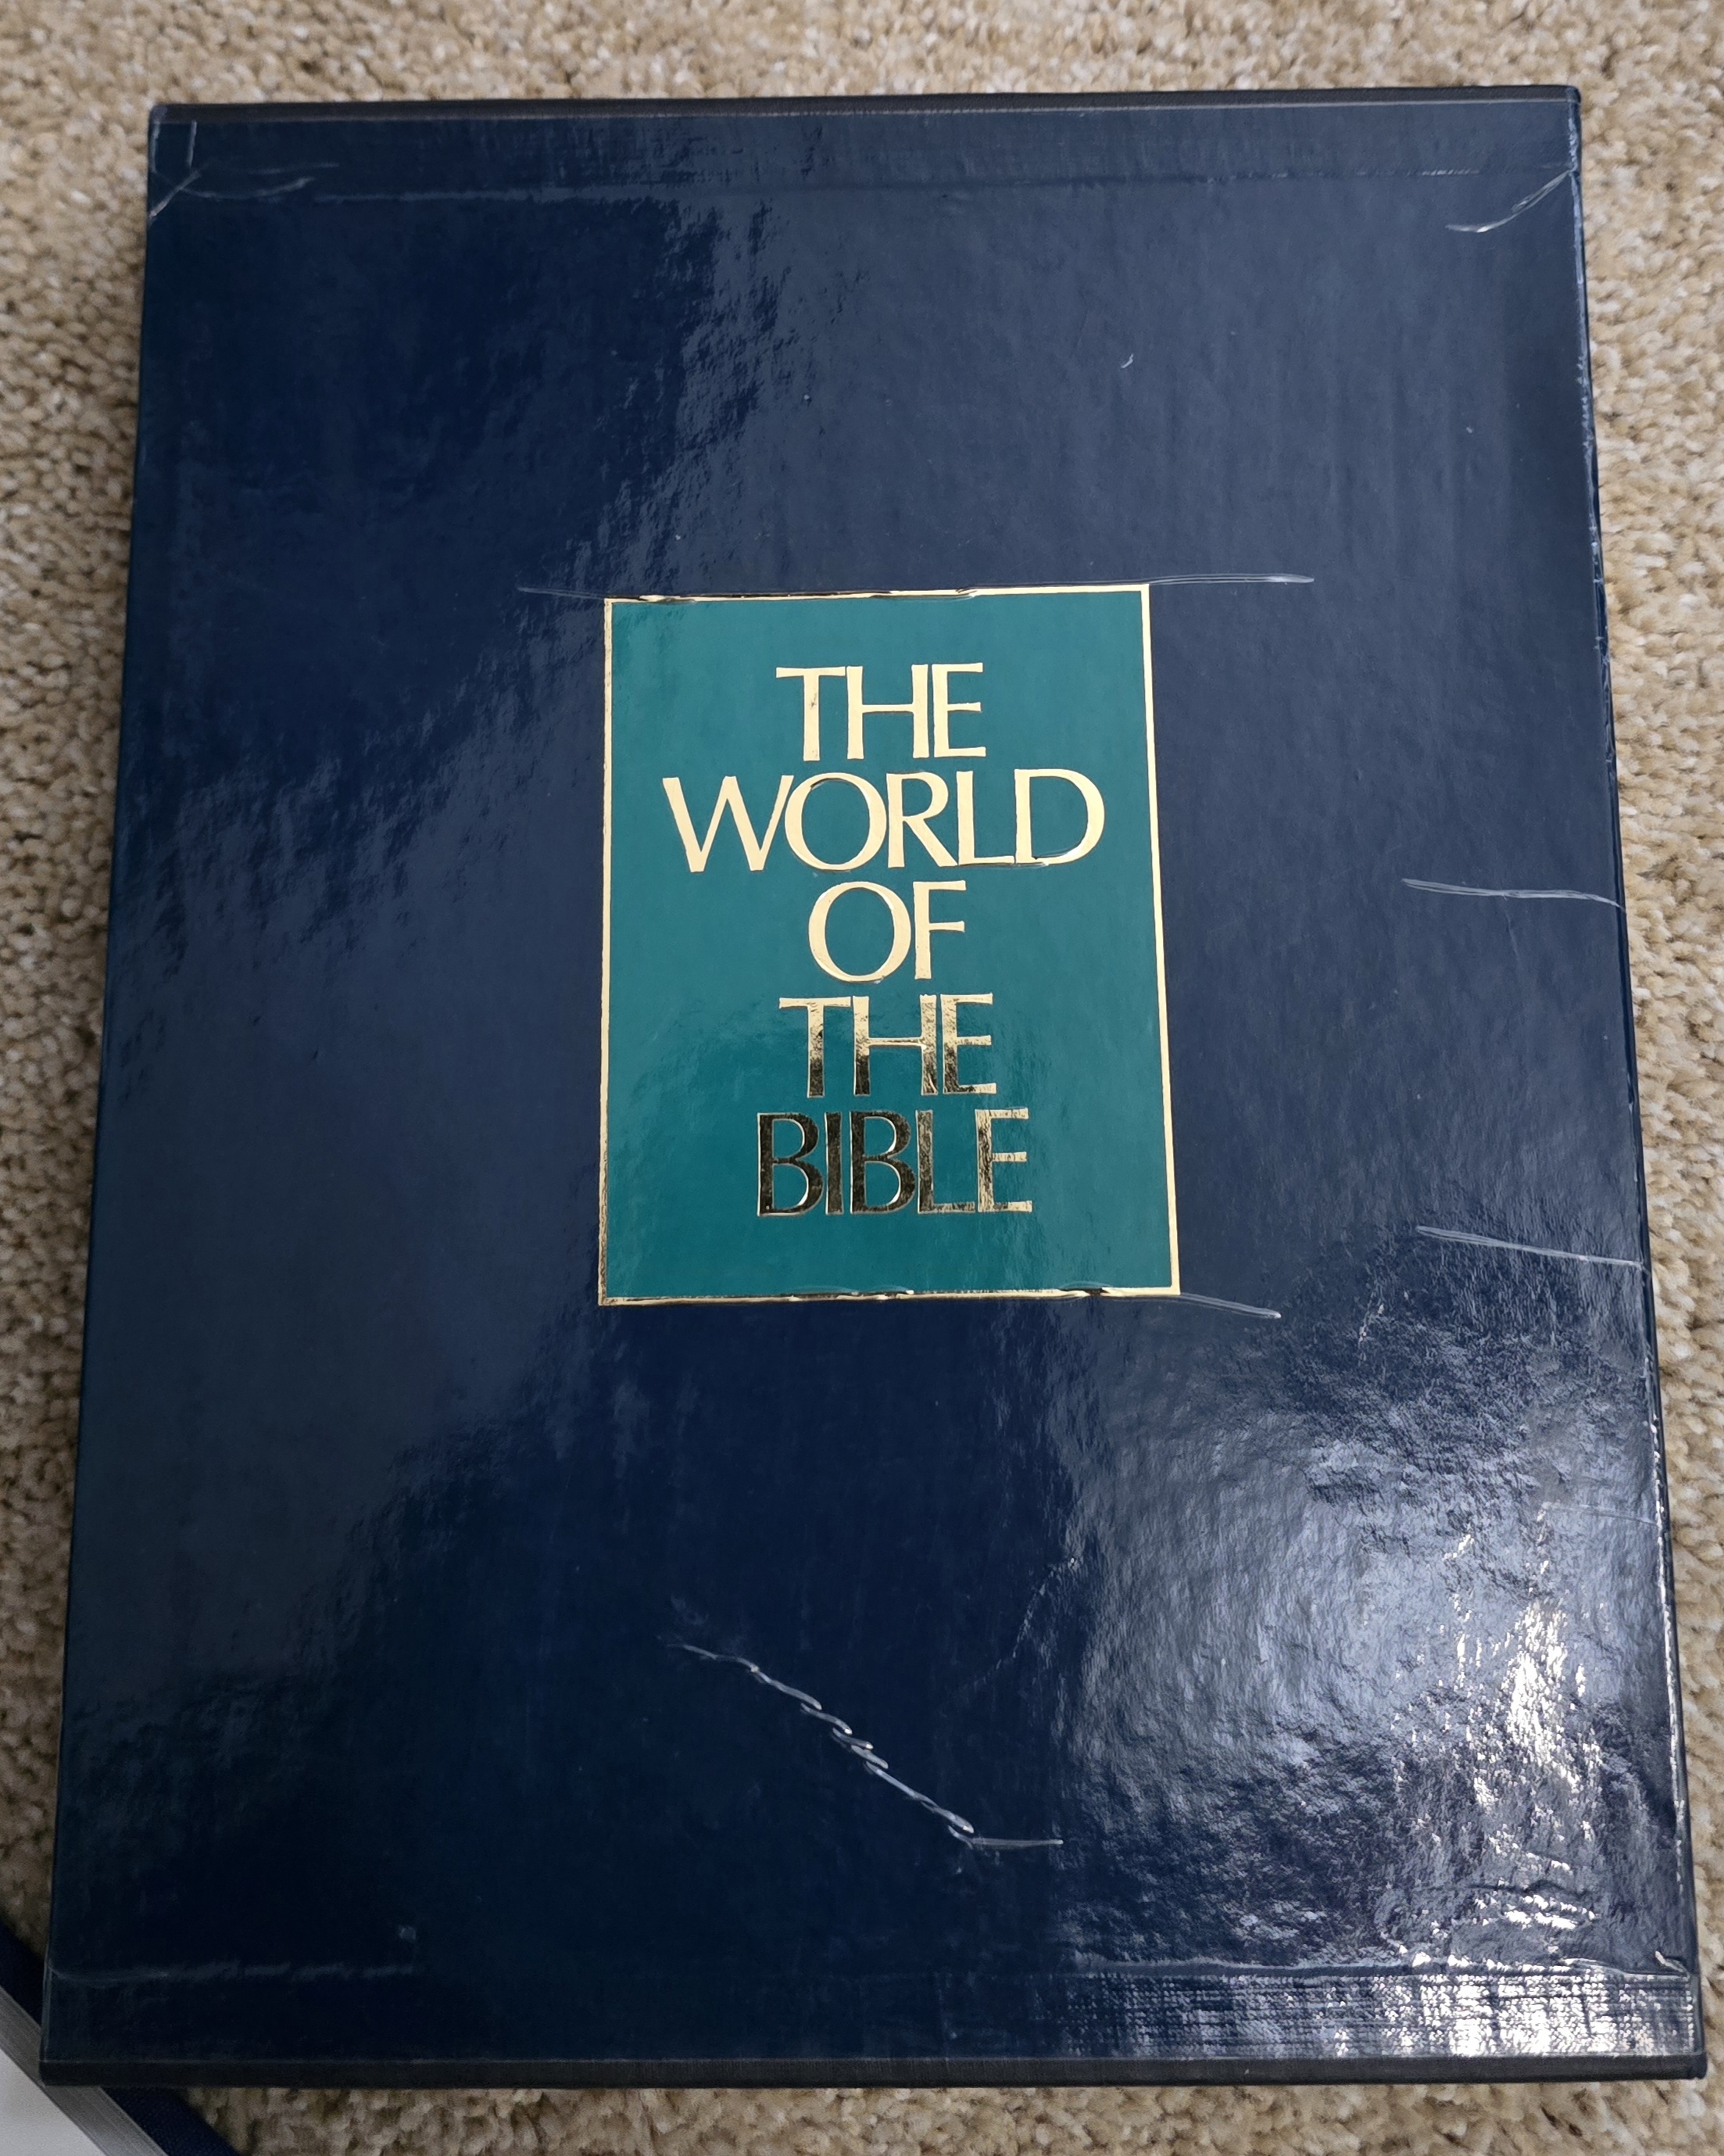 THE
WORLD
OF
THE
BIBLE